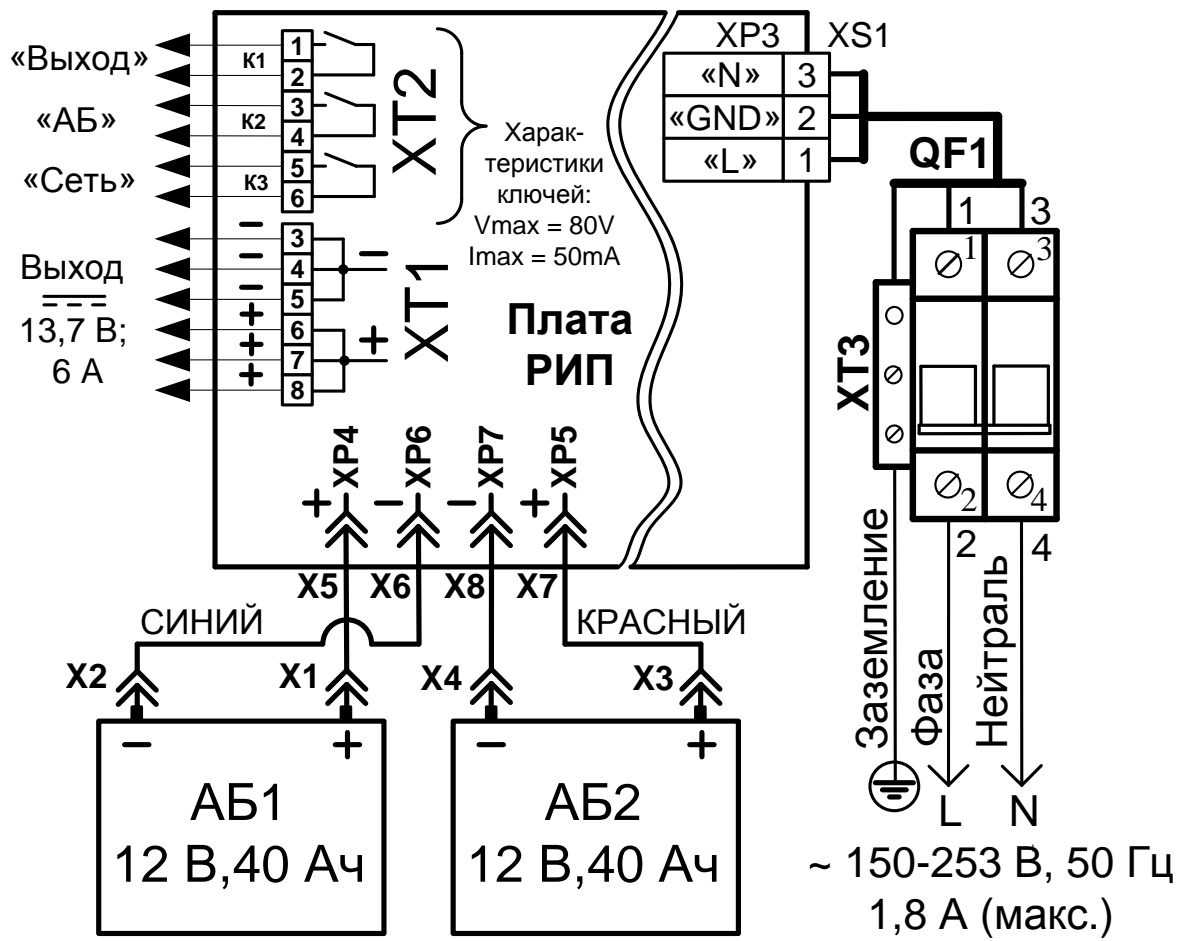 «Выход»
К1
1
2
«АБ»
К2
3
4
«Сеть»
К3
5
6
XT2
Харак-
теристики
ключей:
Vmax = 80V
Imax = 50mA
Выход
13,7 В;
6 А
− 3
− 4
− 5
+ 6
+ 7
+ 8
−
+
XT1
Плата
РИП
XP3 XS1
«N» 3
«GND» 2
«L» 1
QF1
1 3
1 3
XT3
2 4
2 4
Заземление
Фаза
Нейтраль
L N
~ 150-253 В, 50 Гц
1,8 А (макс.)
+ XP4
− XP6
− XP7
+ XP5
X5 X6 X8 X7
СИНИЙ
КРАСНЫЙ
X2 X1 X4 X3
− +
АБ1
12 В,40 Ач
− +
АБ2
12 В,40 Ач